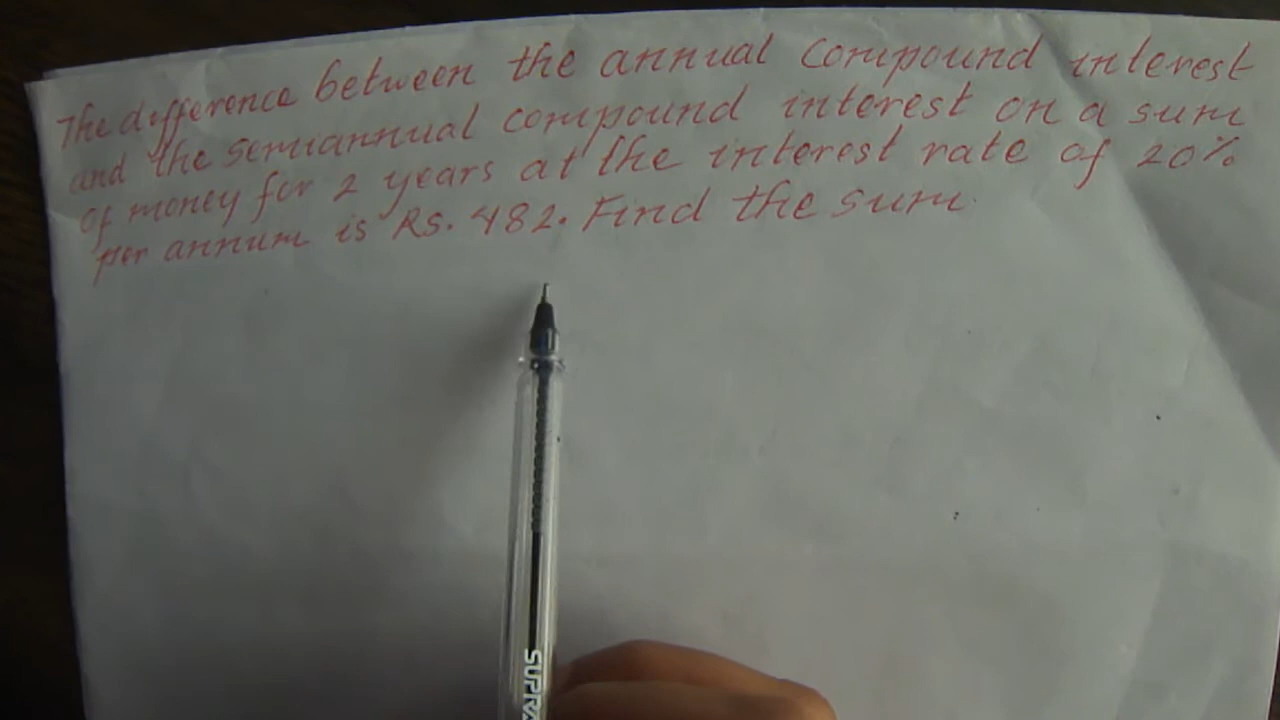 The difference between the annual compound interest
and the semiannual compound interest on a sum
of money for 2 years at the interest rate of 20%
per annum is Rs. 482. Find the sum.
SUPRA